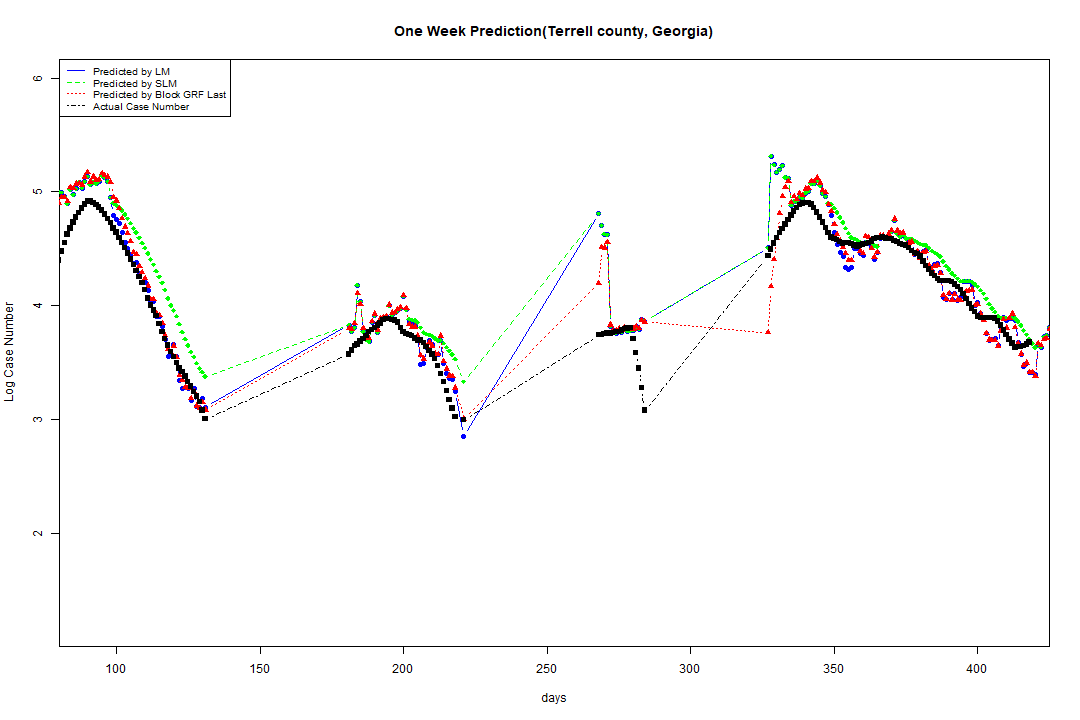 One Week Prediction(Terrell county, Georgia)
Predicted by LM
Predicted by SLM
Predicted by Block GRF Last
Actual Case Number
6
5
4
3
2
Log Case Number
100 150 200 250 300 350 400
days